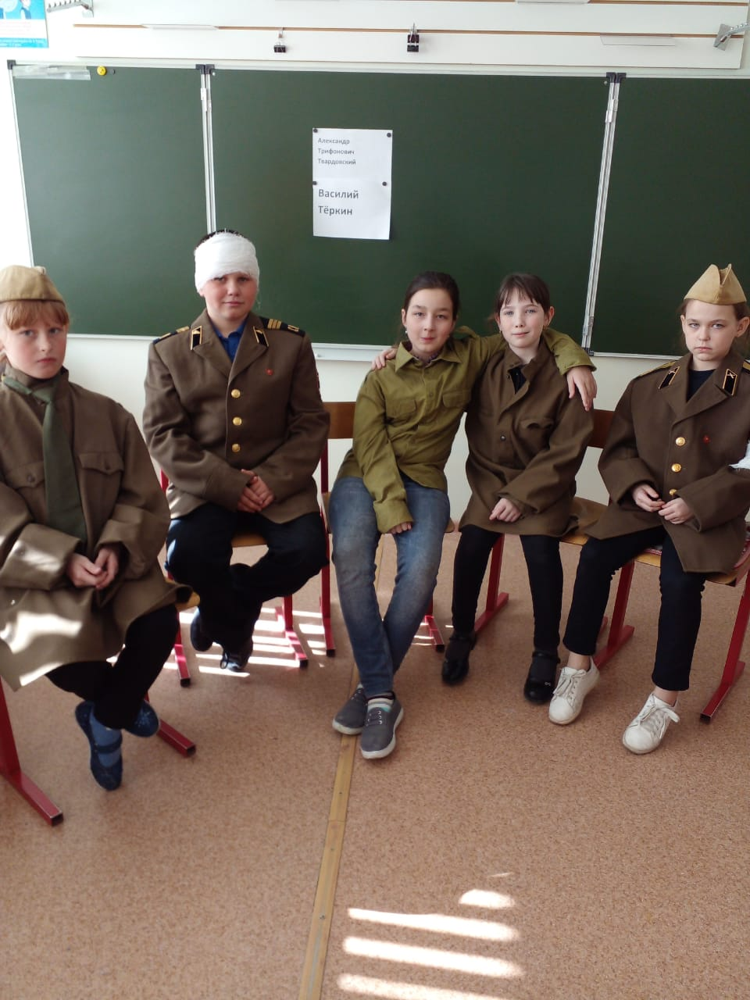 Александр
Трифонович
Твардовский
Василий
Тёркин